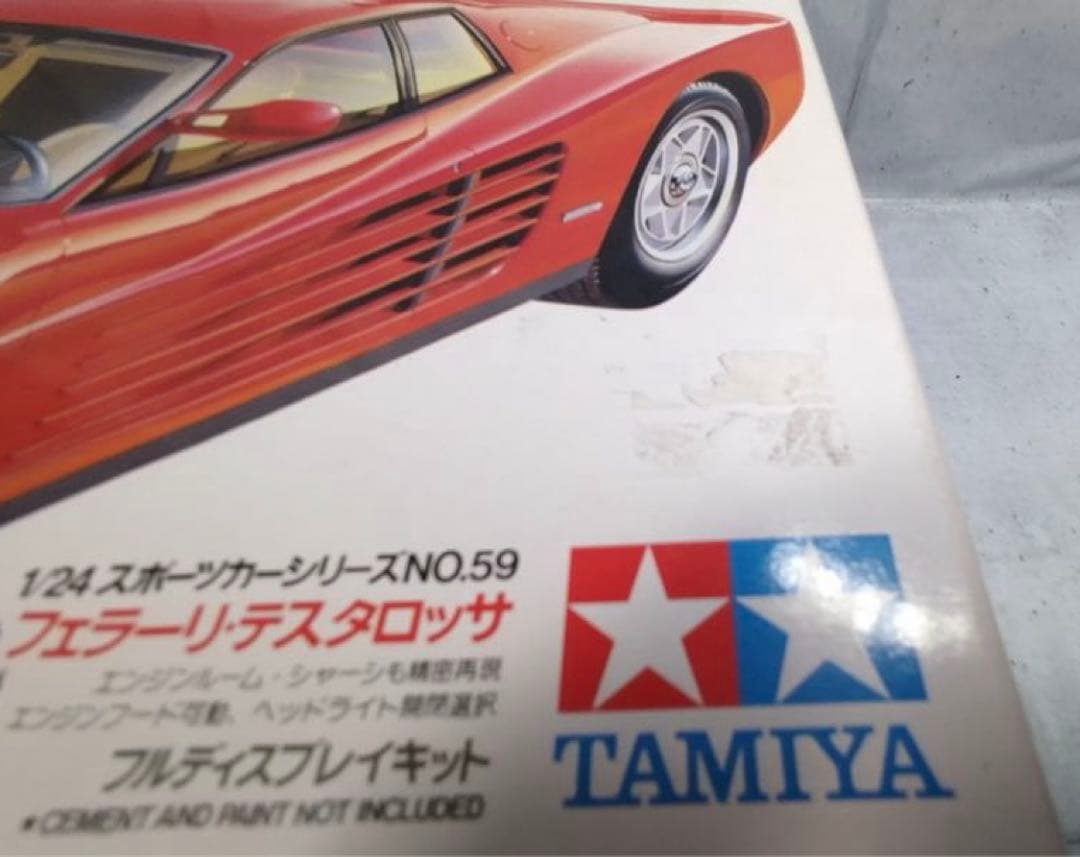 1/24 スポーツカーシリーズNO.59
フェラーリ・テスタロッサ
エンジンルーム・シャーシも精密再現
エンジンフード可動、ヘッドライト開閉選択
フルディスプレイキット
*CEMENT AND PAINT NOT INCLUDED
TAMIYA